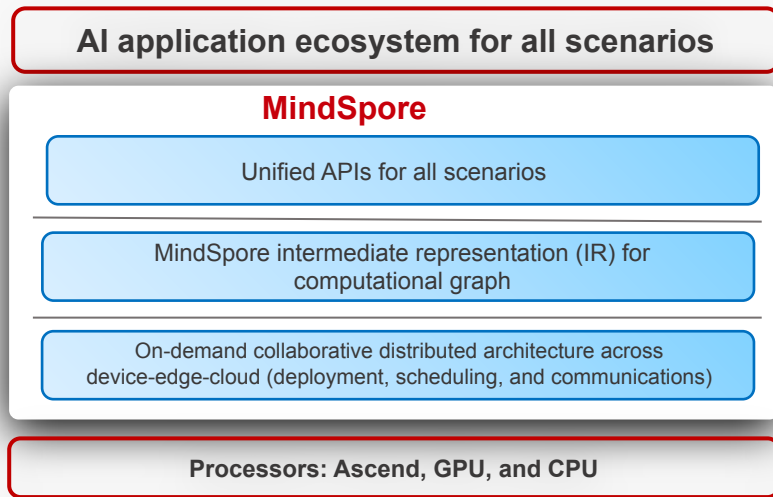 AI application ecosystem for all scenarios
MindSpore
Unified APIs for all scenarios
MindSpore intermediate representation (IR) for
computational graph
On-demand collaborative distributed architecture across
device-edge-cloud (deployment, scheduling, and communications)
Processors: Ascend, GPU, and CPU